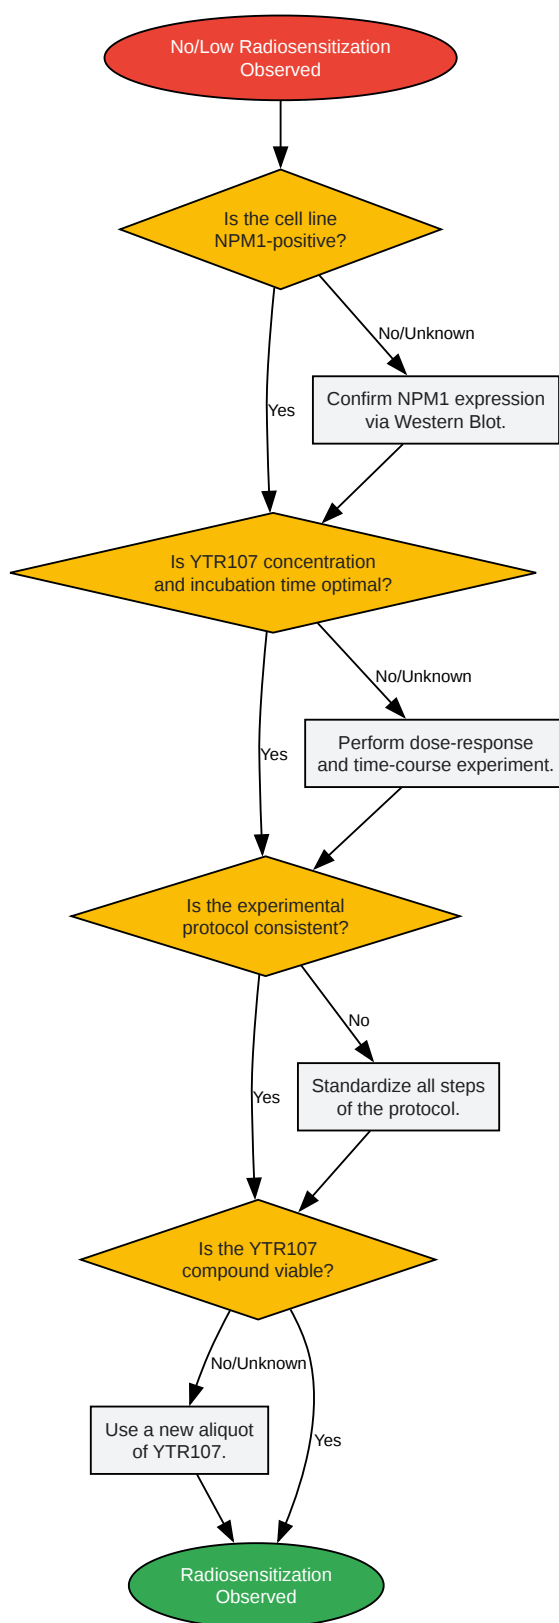 No/Low Radiosensitization
Observed
Is the cell line
NPM1-positive?
No/Unknown
Confirm NPM1 expression
via Western Blot.
Yes
Is YTR107 concentration
and incubation time optimal?
No/Unknown
Perform dose-response
and time-course experiment.
Yes
Is the experimental
protocol consistent?
No
Standardize all steps
of the protocol.
Yes
Is the YTR107
compound viable?
No/Unknown
Use a new aliquot
of YTR107.
Yes
Radiosensitization
Observed